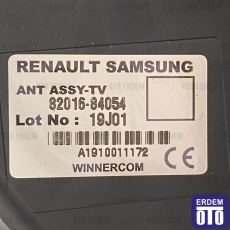 RENAULT SAMSUNG
ANT ASSY-TV
82016-84054
Lot No : 19J01
A1910011172
CE
WINNERCOM
ERDEM
OTO